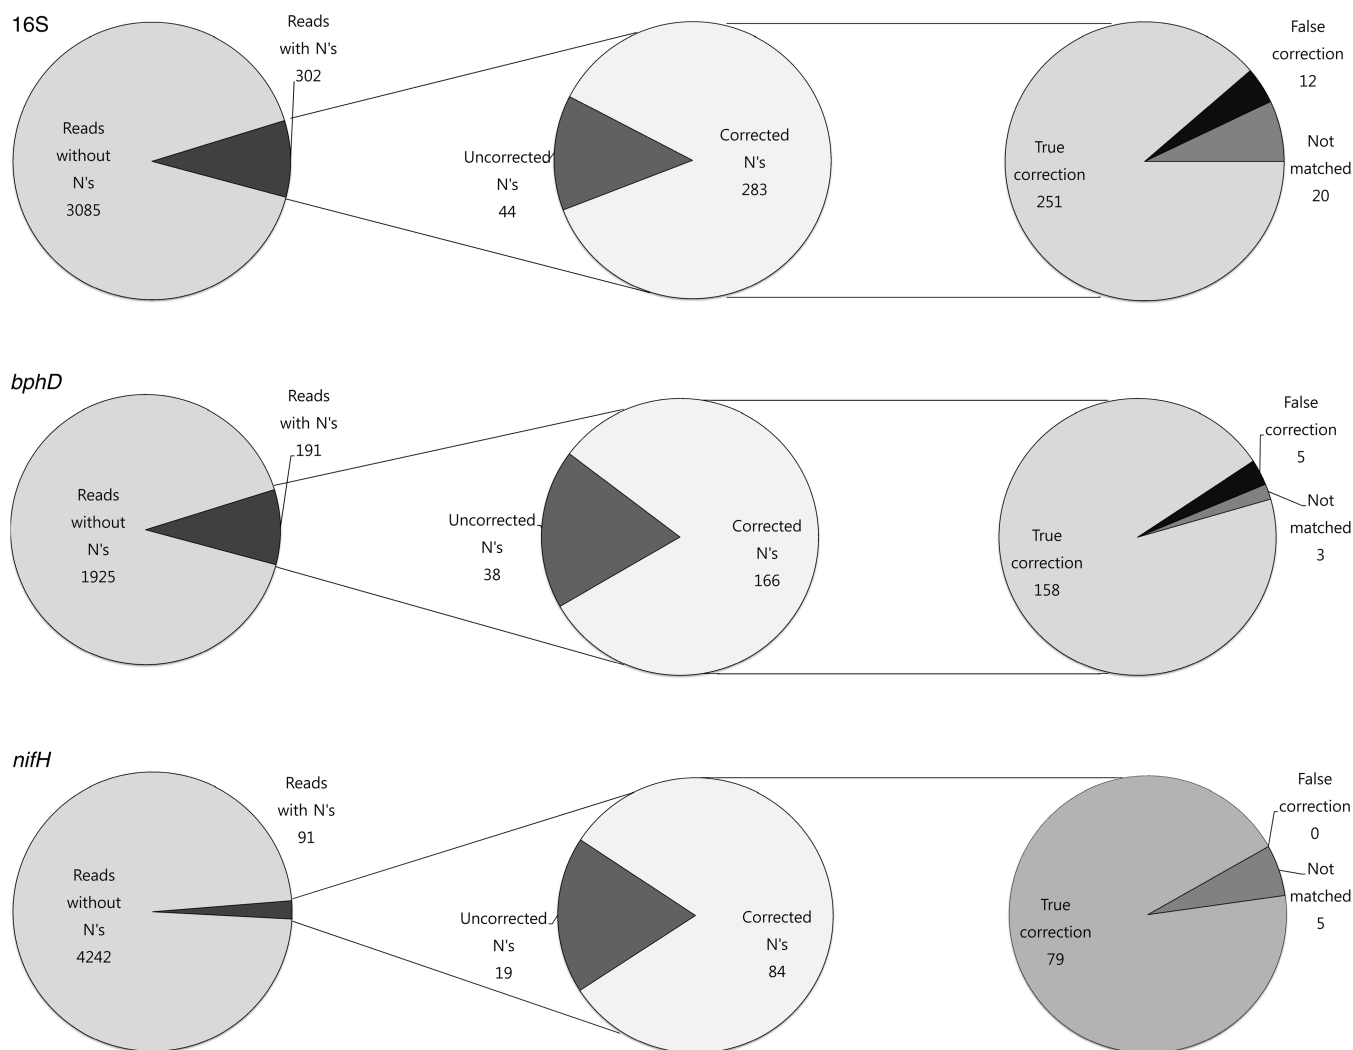 16S
Reads
with N's
302
Reads
without
N's
3085
Uncorrected
N's
44
Corrected
N's
283
True
correction
251
False
correction
12
Not
matched
20
bphD
Reads
with N's
191
Reads
without
N's
1925
Uncorrected
N's
38
Corrected
N's
166
True
correction
158
False
correction
5
Not
matched
3
nifH
Reads
with N's
91
Reads
without
N's
4242
Uncorrected
N's
19
Corrected
N's
84
True
correction
79
False
correction
0
Not
matched
5